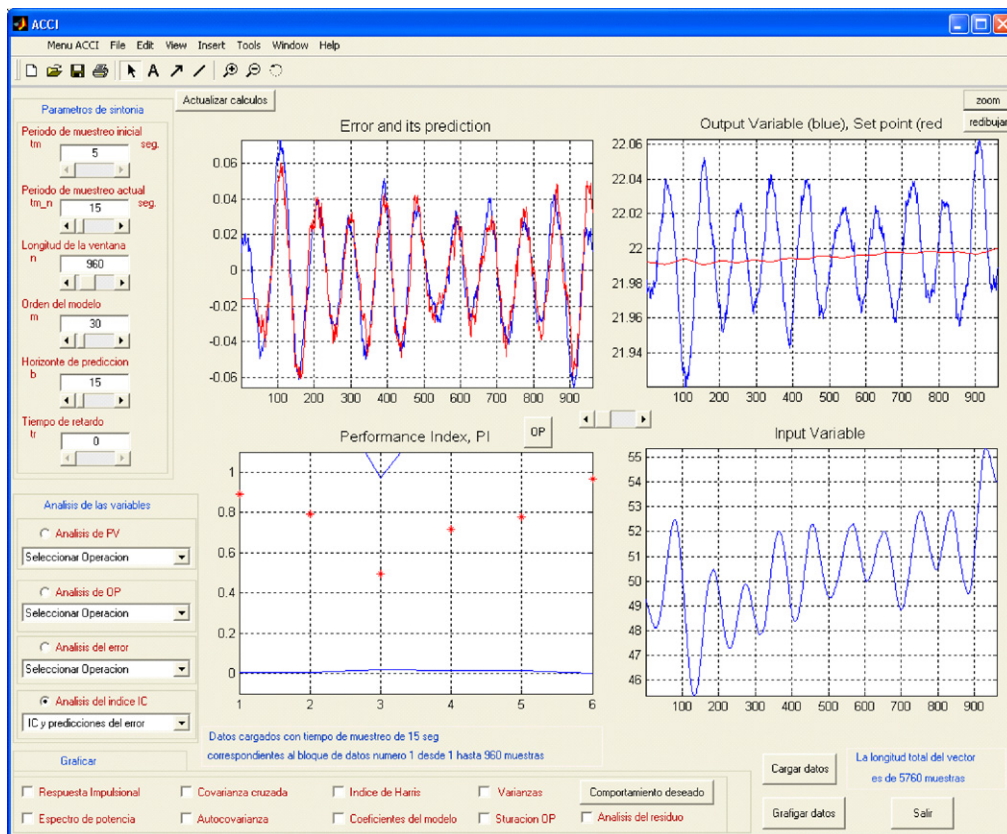 ACCI
Menu ACCI File Edit View Insert Tools Window Help
Actualizar calculos
zoom
redibujar
Parametros de sintonia
Periodo de muestreo inicial
tm seg.
5
Periodo de muestreo actual
tm_n seg.
15
Longitud de la ventana
n
960
Orden del modelo
m
30
Horizonte de prediccion
b
15
Tiempo de retardo
tr
0
Error and its prediction
0.06
0.04
0.02
0
-0.02
-0.04
-0.06
100 200 300 400 500 600 700 800 900
Output Variable (blue), Set point (red
22.06
22.04
22.02
22
21.98
21.96
21.94
100 200 300 400 500 600 700 800 900
Performance Index, PI
OP
1
0.8
0.6
0.4
0.2
0
1 2 3 4 5 6
Input Variable
55
54
53
52
51
50
49
48
47
46
100 200 300 400 500 600 700 800 900
Analisis de las variables
Analisis de PV
Seleccionar Operacion
Analisis de OP
Seleccionar Operacion
Analisis del error
Seleccionar Operacion
Analisis del indice IC
IC y predicciones del error
Datos cargados con tiempo de muestreo de 15 seg
correspondientes al bloque de datos numero 1 desde 1 hasta 960 muestras
Graficar
Respuesta Impulsional Covarianza cruzada Indice de Harris Varianzas Comportamiento deseado
Espectro de potencia Autocovarianza Coeficientes del modelo Sturacion OP Analisis del residuo
Cargar datos
La longitud total del vector
es de 5760 muestras
Grafigar datos
Salir